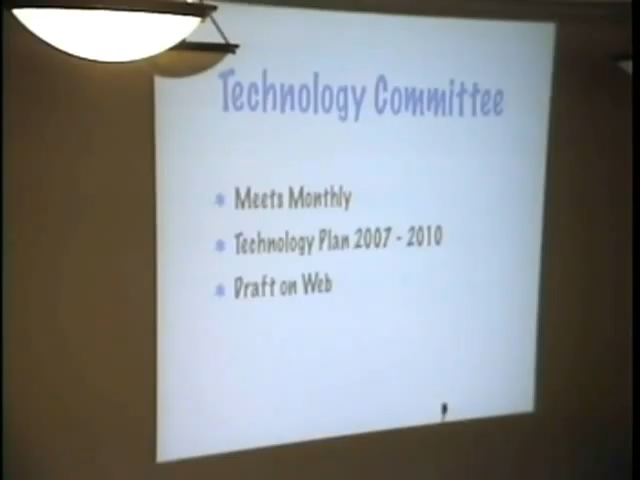 Technology Committee
Meets Monthly
Technology Plan 2007 - 2010
Draft on Web